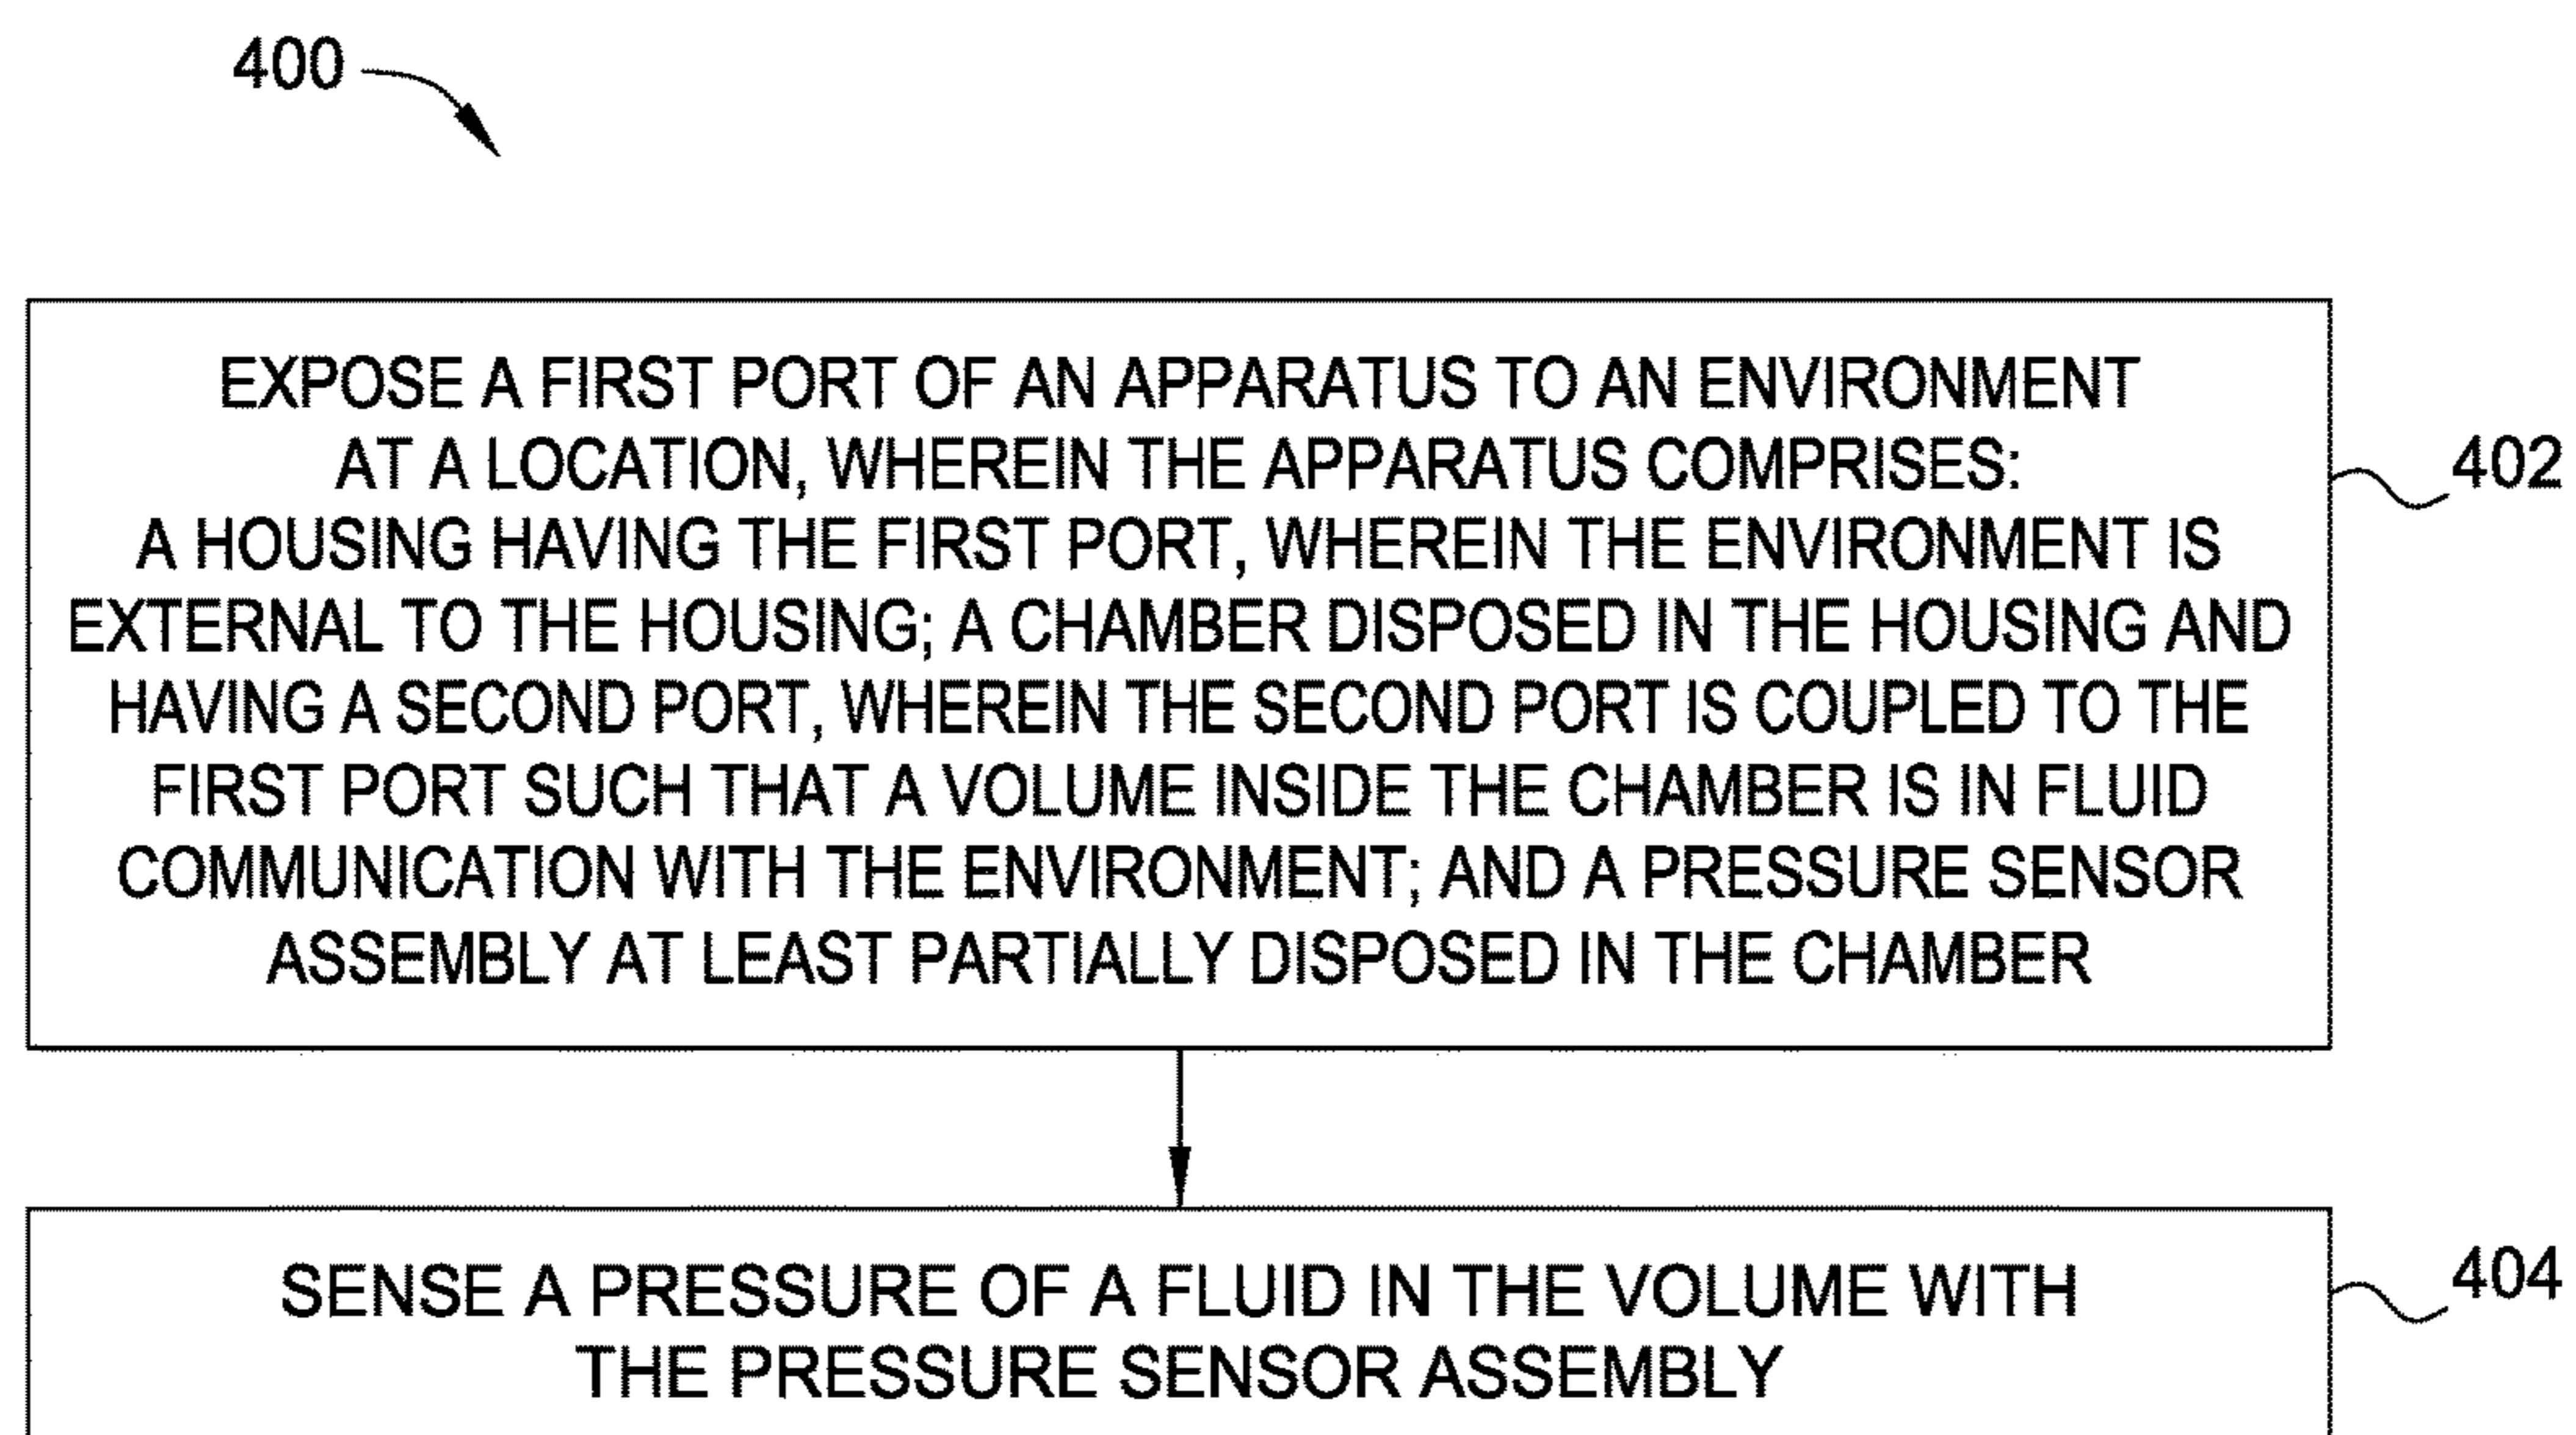 400
EXPOSE A FIRST PORT OF AN APPARATUS TO AN ENVIRONMENT
AT A LOCATION, WHEREIN THE APPARATUS COMPRISES:
A HOUSING HAVING THE FIRST PORT, WHEREIN THE ENVIRONMENT IS
EXTERNAL TO THE HOUSING; A CHAMBER DISPOSED IN THE HOUSING AND
HAVING A SECOND PORT, WHEREIN THE SECOND PORT IS COUPLED TO THE
FIRST PORT SUCH THAT A VOLUME INSIDE THE CHAMBER IS IN FLUID
COMMUNICATION WITH THE ENVIRONMENT; AND A PRESSURE SENSOR
ASSEMBLY AT LEAST PARTIALLY DISPOSED IN THE CHAMBER
402
SENSE A PRESSURE OF A FLUID IN THE VOLUME WITH
THE PRESSURE SENSOR ASSEMBLY
404